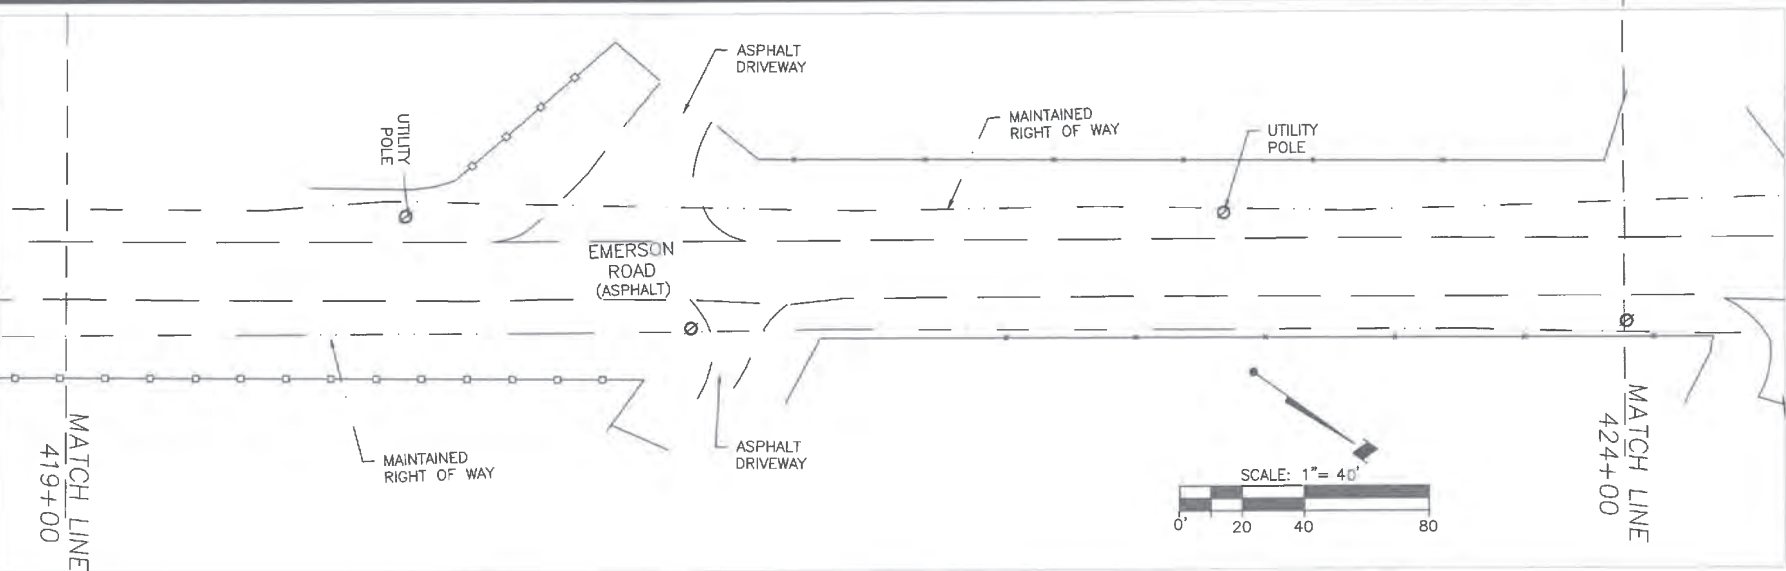 ASPHALT
DRIVEWAY
UTILITY
POLE
MAINTAINED
RIGHT OF WAY
UTILITY
POLE
EMERSON
ROAD
(ASPHALT)
MATCH LINE
419+00
MAINTAINED
RIGHT OF WAY
ASPHALT
DRIVEWAY
SCALE: 1"= 40'
0' 20 40 80
MATCH LINE
424+00